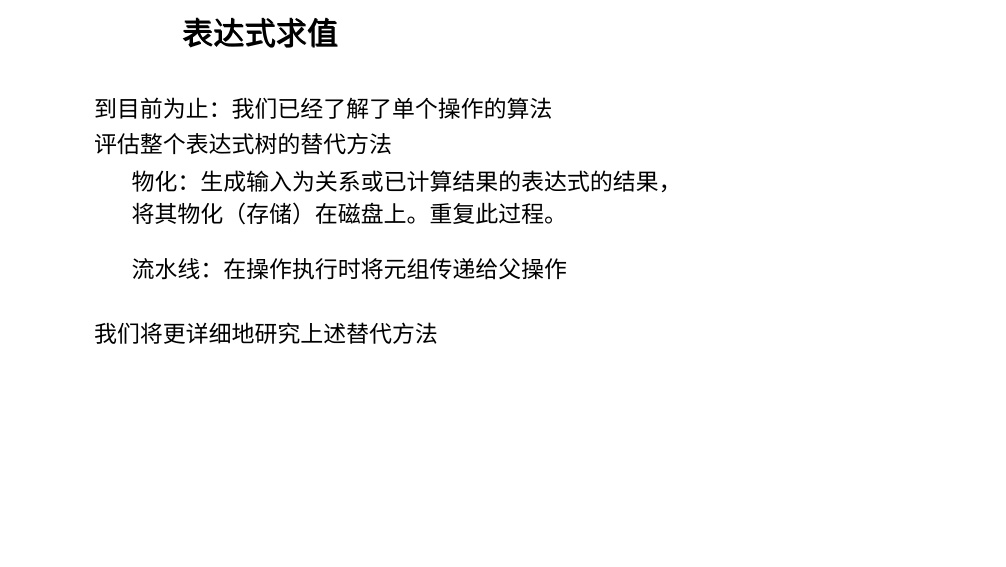 表达式求值
到目前为止：我们已经了解了单个操作的算法
评估整个表达式树的替代方法
物化：生成输入为关系或已计算结果的表达式的结果，
将其物化（存储）在磁盘上。重复此过程。
流水线：在操作执行时将元组传递给父操作
我们将更详细地研究上述替代方法